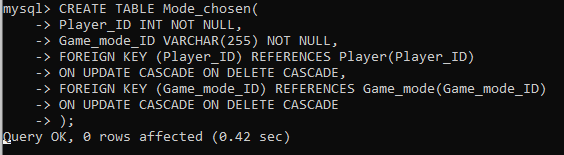 mysql> CREATE TABLE Mode_chosen(
-> Player_ID INT NOT NULL,
-> Game_mode_ID VARCHAR(255) NOT NULL,
-> FOREIGN KEY (Player_ID) REFERENCES Player(Player_ID)
-> ON UPDATE CASCADE ON DELETE CASCADE,
-> FOREIGN KEY (Game_mode_ID) REFERENCES Game_mode(Game_mode_ID)
-> ON UPDATE CASCADE ON DELETE CASCADE
-> );
Query OK, 0 rows affected (0.42 sec)